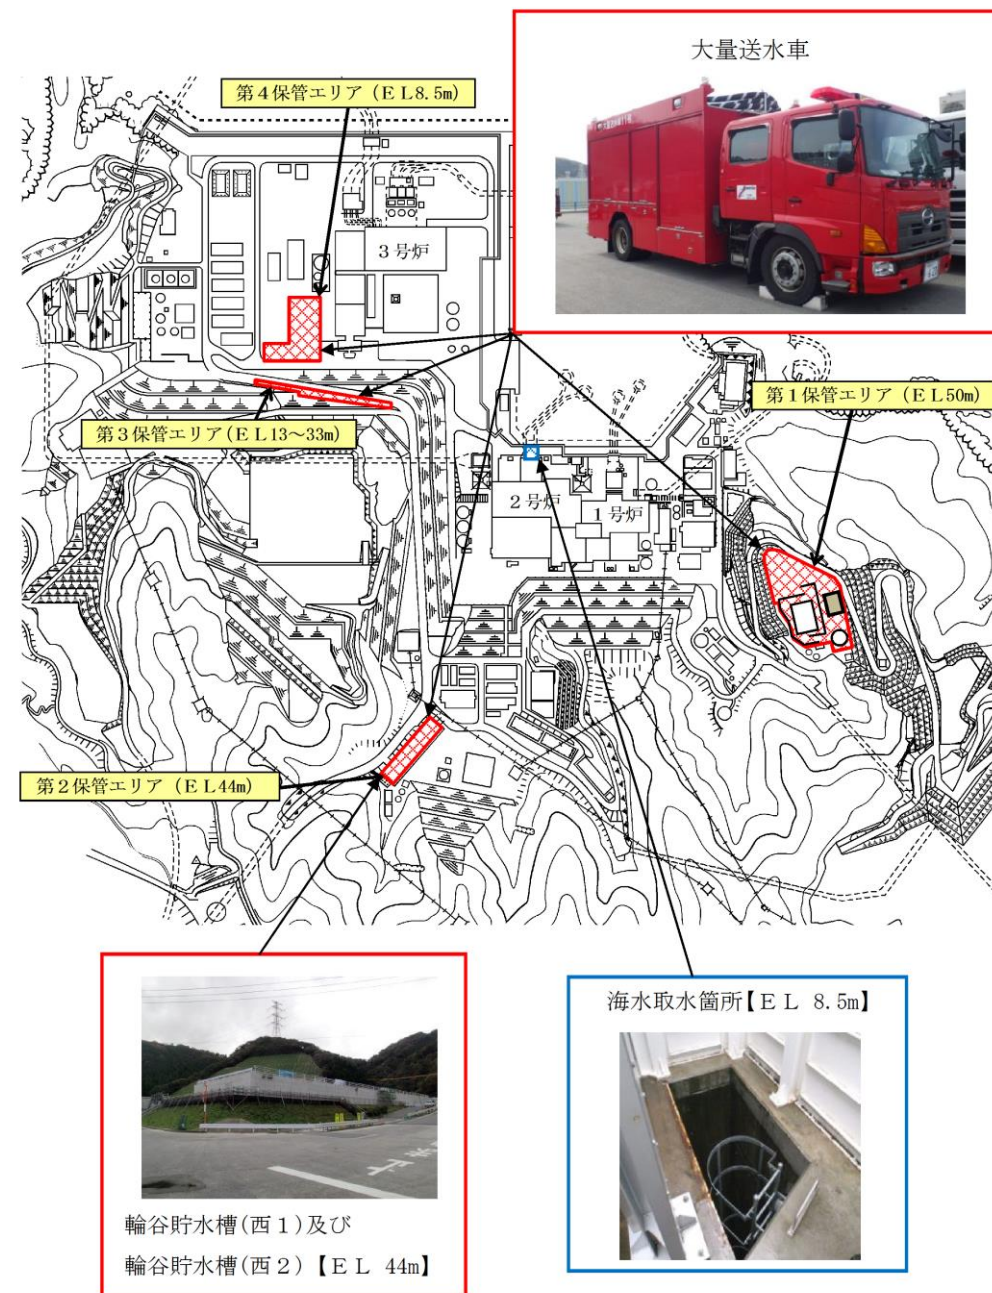 大量送水車
第4保管エリア（EL8.5m）
3号炉
第1保管エリア（EL50m）
第3保管エリア（EL13～33m）
2号炉
1号炉
第2保管エリア（EL44m）
海水取水箇所【EL 8.5m】
輪谷貯水槽(西1)及び
輪谷貯水槽(西2)【EL 44m】